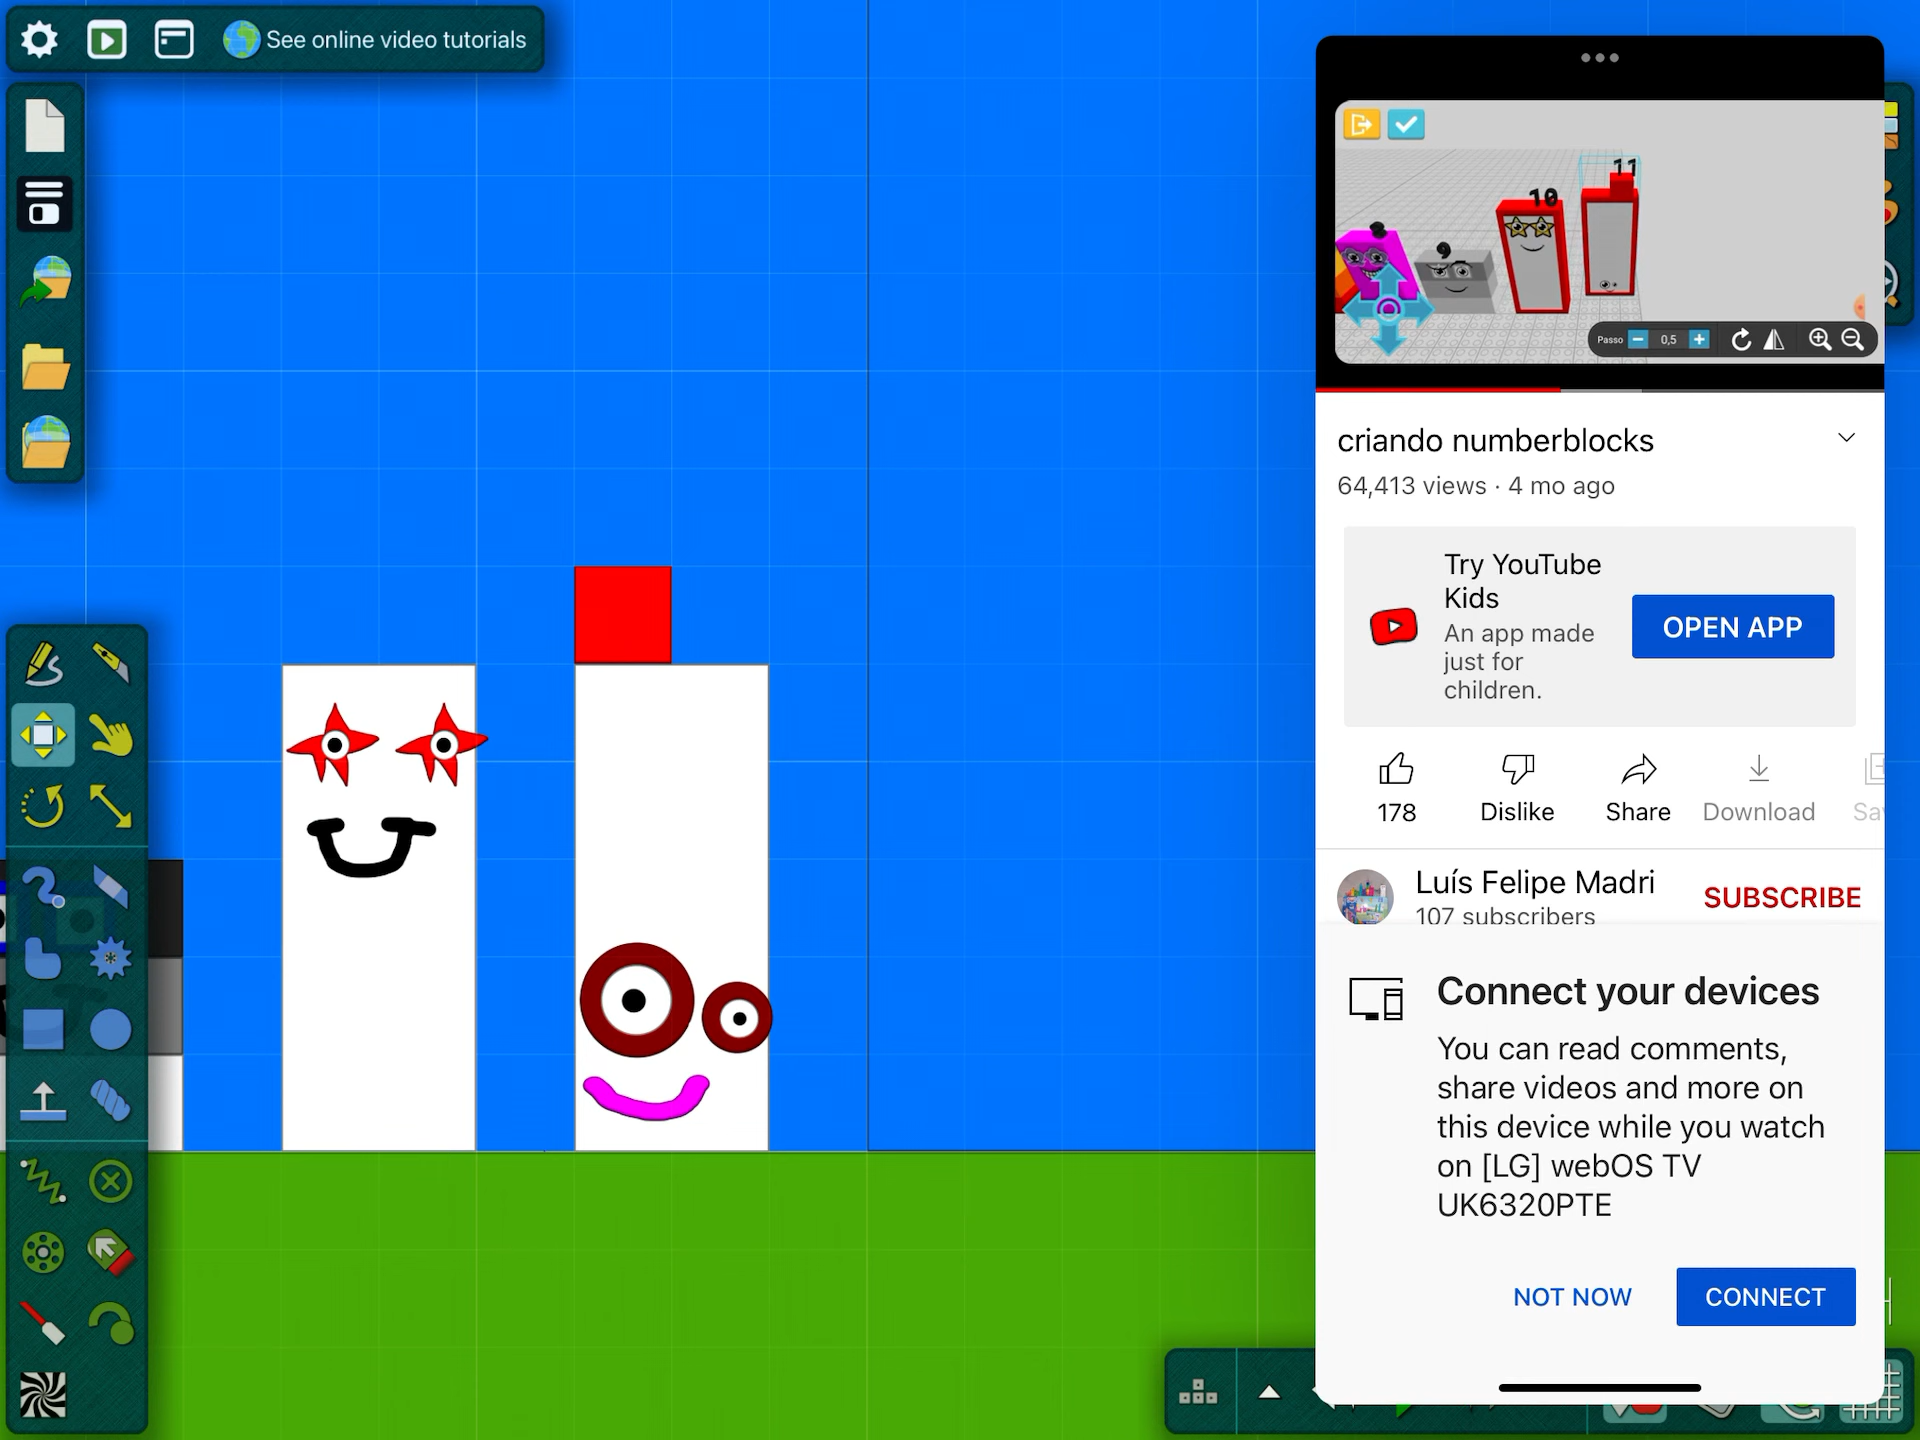 See online video tutorials
8
9
10
11
Passo
0,5
criando numberblocks
64,413 views · 4 mo ago
Try YouTube
Kids
An app made
just for
children.
OPEN APP
178
Dislike
Share
Download
Sa
Luís Felipe Madri
107 subscribers
SUBSCRIBE
Connect your devices
You can read comments,
share videos and more on
this device while you watch
on [LG] webOS TV
UK6320PTE
NOT NOW
CONNECT